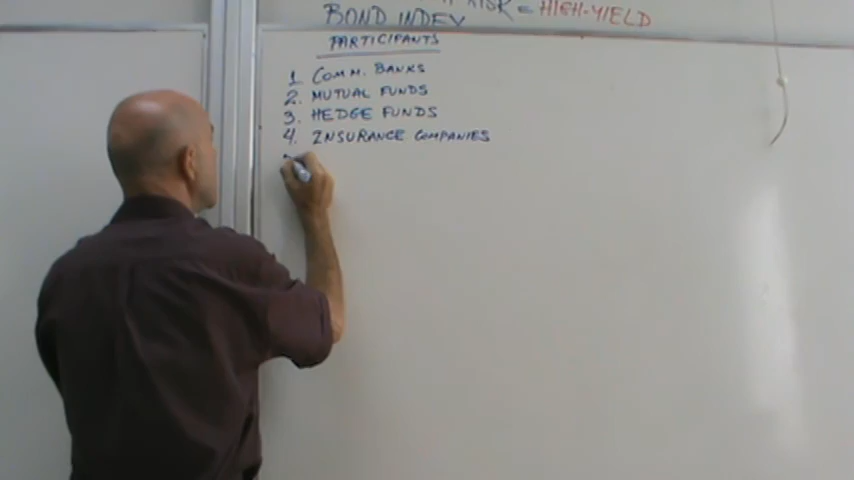 RISK = HIGH-YIELD
BOND INDEX
PARTICIPANTS
1. COMM. BANKS
2. MUTUAL FUNDS
3. HEDGE FUNDS
4. INSURANCE COMPANIES